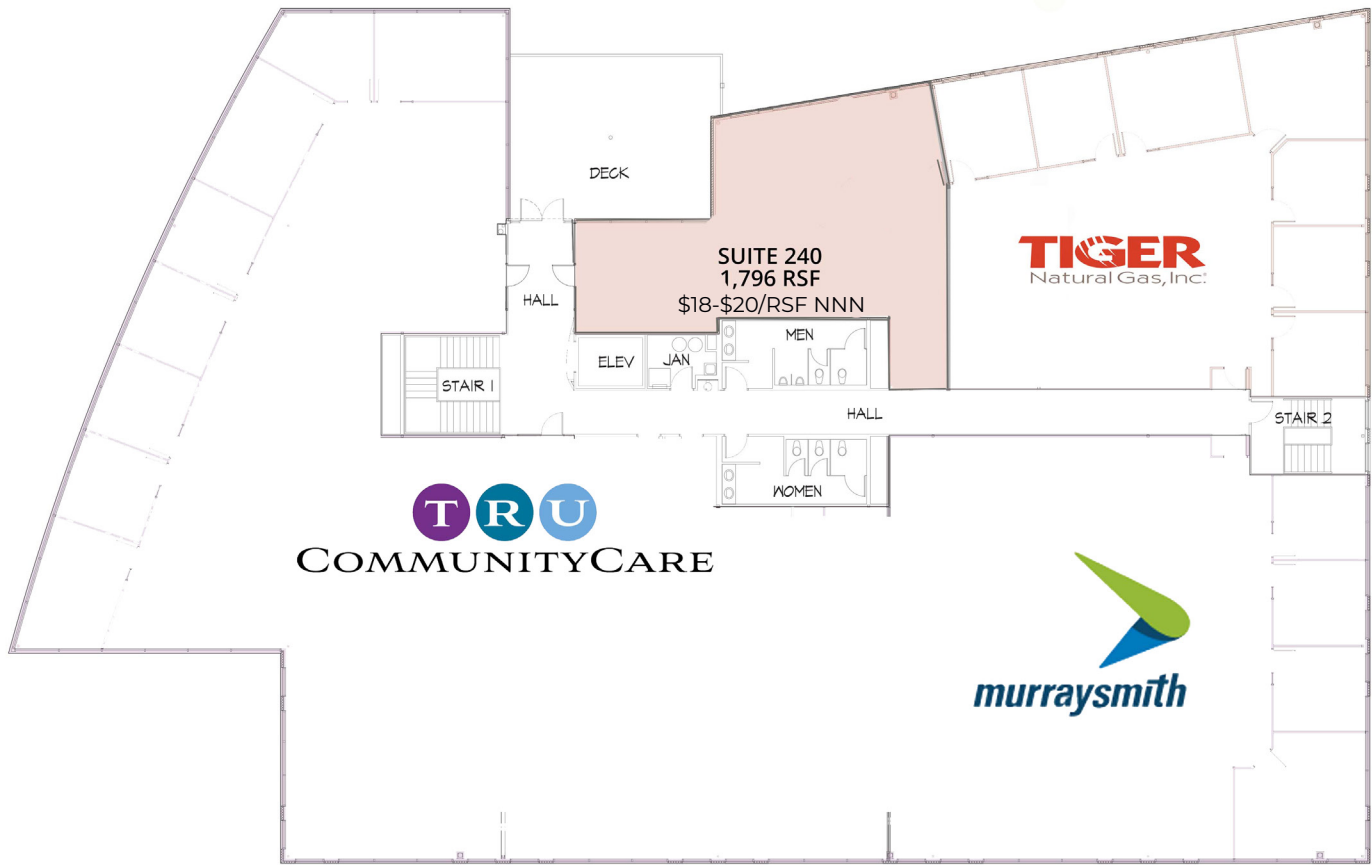 DECK
SUITE 240
1,796 RSF
$18-$20/RSF NNN
TIGER
Natural Gas, Inc.
HALL
MEN
ELEV
JAN
STAIR 1
HALL
STAIR 2
WOMEN
TRU
COMMUNITYCARE
murraysmith